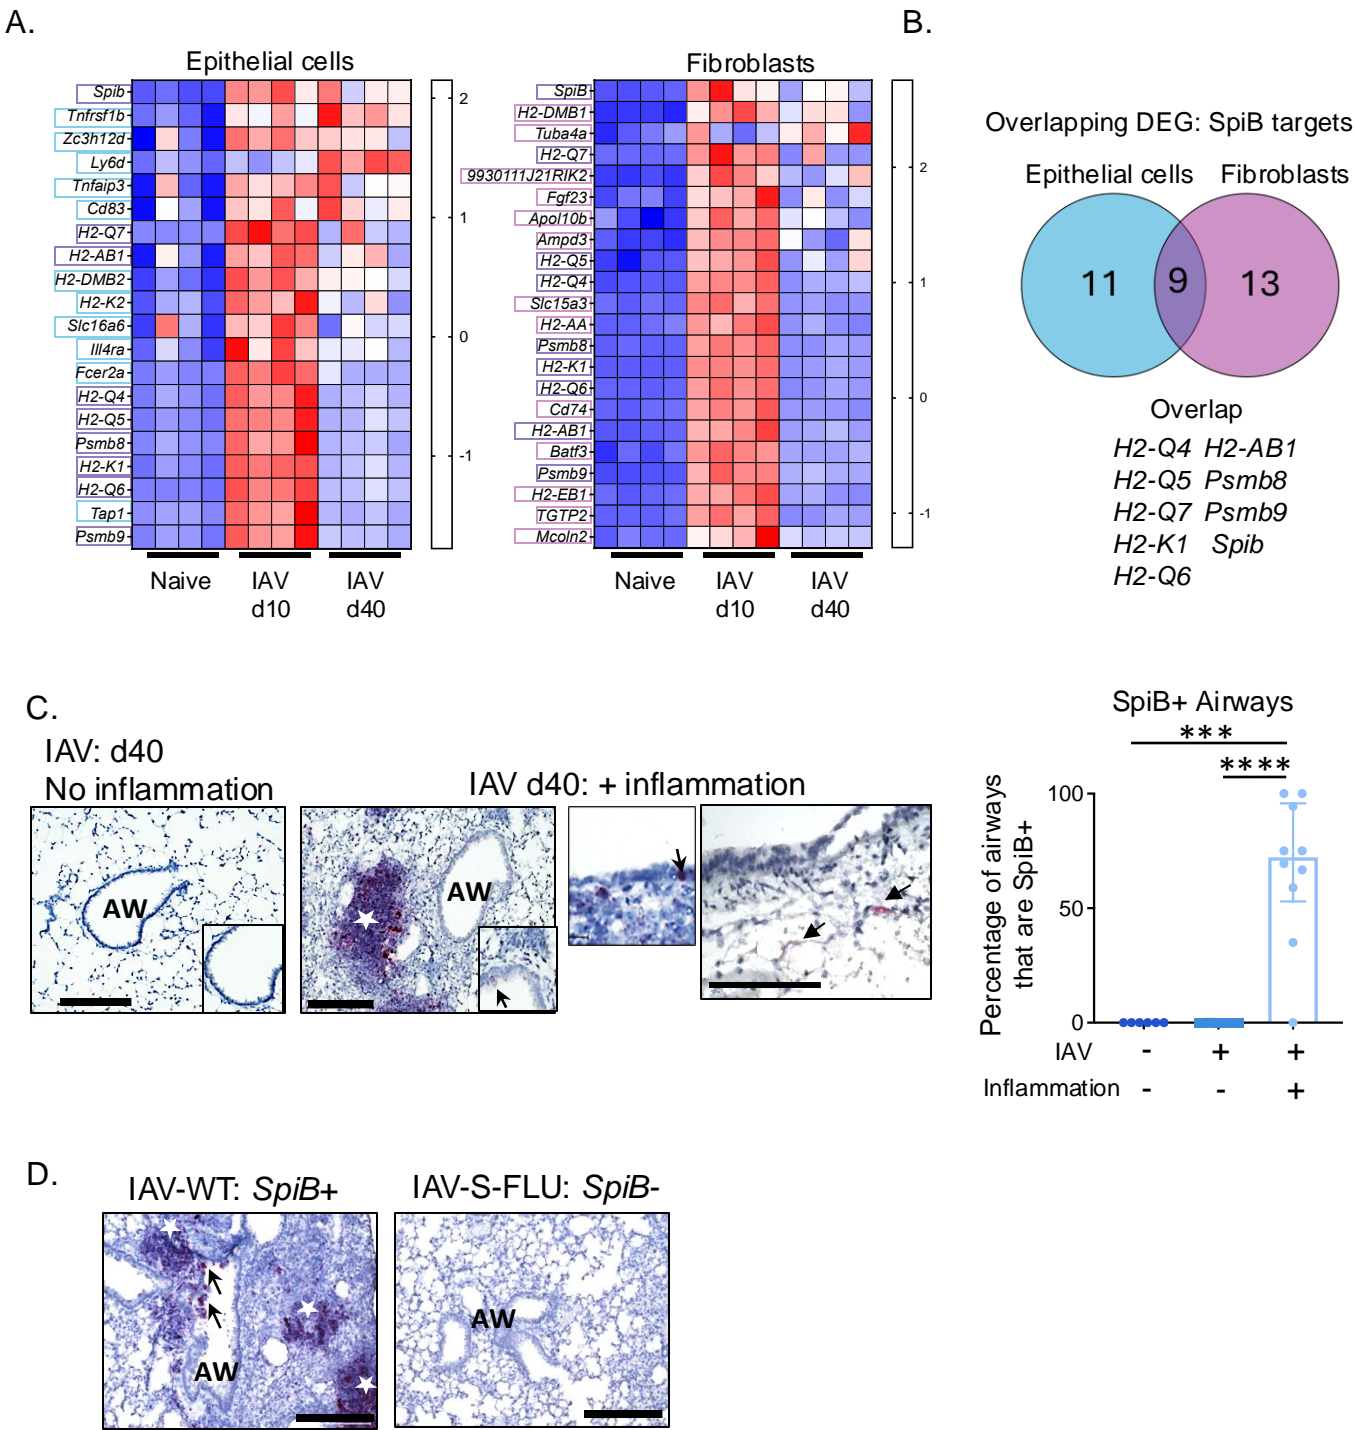 A.
Epithelial cells
Spib
Tnfrsf1b
Zc3h12d
Ly6d
Tnfaip3
Cd83
H2-Q7
H2-AB1
H2-DMB2
H2-K2
Slc16a6
Ill4ra
Fcer2a
H2-Q4
H2-Q5
Psmb8
H2-K1
H2-Q6
Tap1
Psmb9
2
1
0
-1
Naive
IAV
d10
IAV
d40
Fibroblasts
SpiB
H2-DMB1
Tuba4a
H2-Q7
9930111J21RIK2
Fgf23
Apol10b
Ampd3
H2-Q5
H2-Q4
Slc15a3
H2-AA
Psmb8
H2-K1
H2-Q6
Cd74
H2-AB1
Batf3
Psmb9
H2-EB1
TGTP2
Mcoln2
2
1
0
-1
Naive
IAV
d10
IAV
d40
B.
Overlapping DEG: SpiB targets
Epithelial cells Fibroblasts
11 9 13
Overlap
H2-Q4 H2-AB1
H2-Q5 Psmb8
H2-Q7 Psmb9
H2-K1 Spib
H2-Q6
C.
IAV: d40
No inflammation
AW
IAV d40: + inflammation
AW
SpiB+ Airways
***
****
Percentage of airways
that are SpiB+
100
50
0
IAV - + +
Inflammation - - +
D.
IAV-WT: SpiB+
AW
IAV-S-FLU: SpiB-
AW